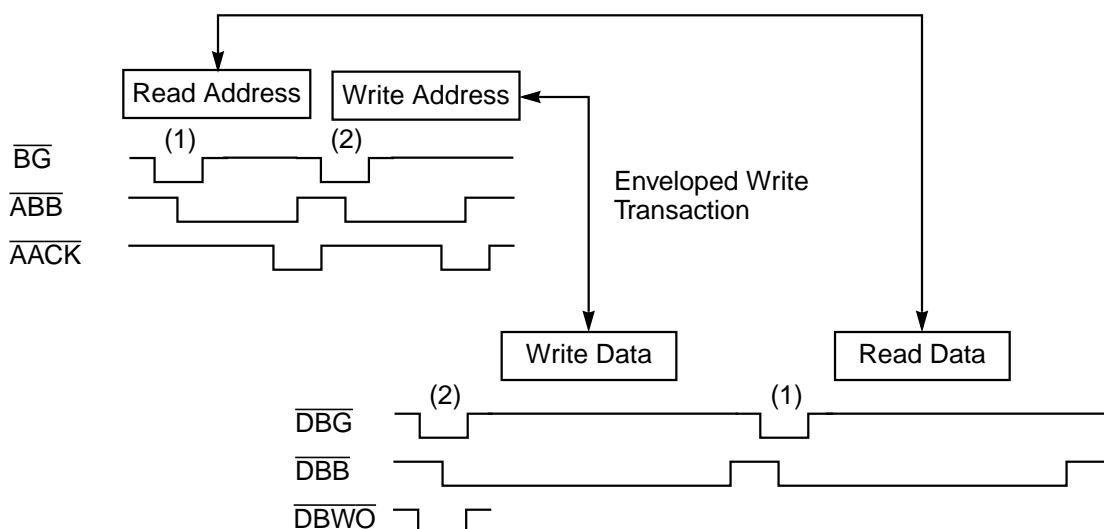 Read Address
Write Address
(1)
(2)
BG
ABB
AACK
Enveloped Write
Transaction
Write Data
Read Data
(2)
(1)
DBG
DBB
DBWO